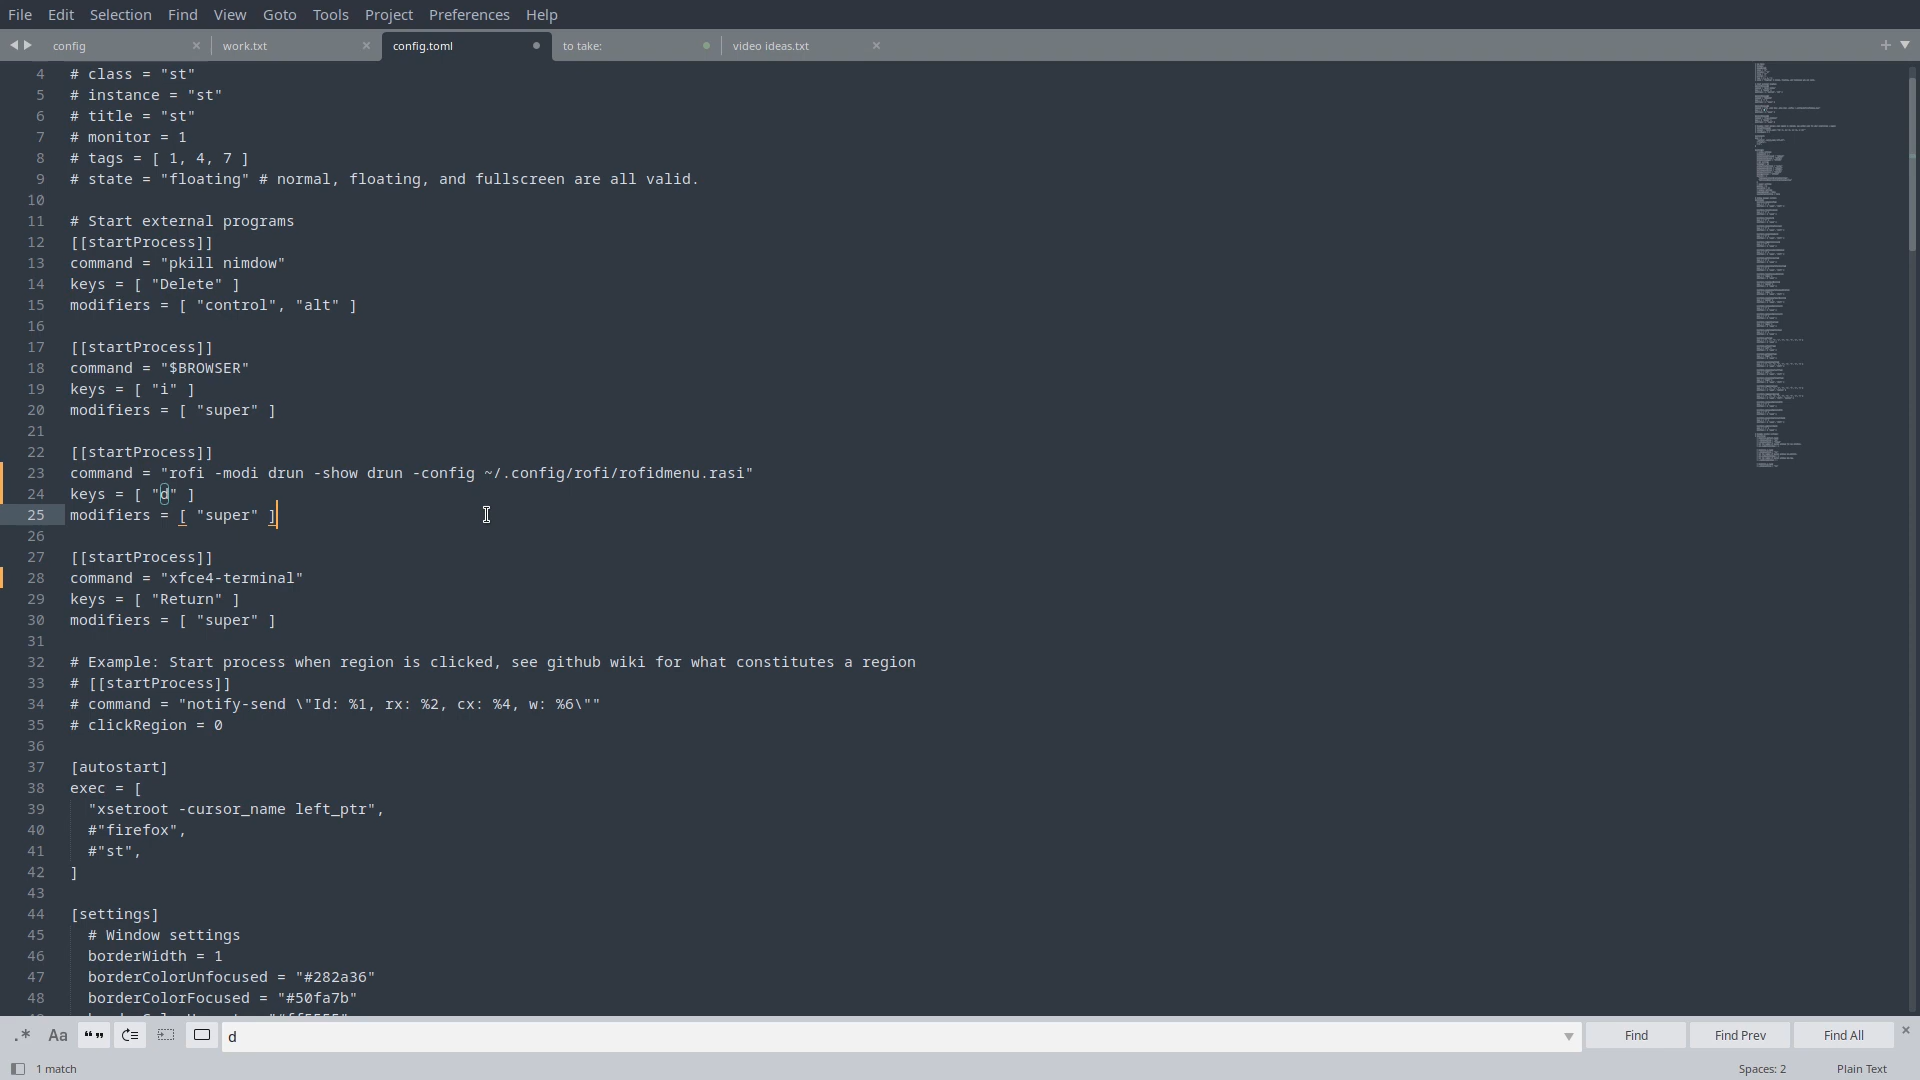 File Edit Selection Find View Goto Tools Project Preferences Help
config work.txt config.toml to take: video ideas.txt
4 # class = "st"
5 # instance = "st"
6 # title = "st"
7 # monitor = 1
8 # tags = [ 1, 4, 7 ]
9 # state = "floating" # normal, floating, and fullscreen are all valid.
10
11 # Start external programs
12 [[startProcess]]
13 command = "pkill nimdow"
14 keys = [ "Delete" ]
15 modifiers = [ "control", "alt" ]
16
17 [[startProcess]]
18 command = "$BROWSER"
19 keys = [ "i" ]
20 modifiers = [ "super" ]
21
22 [[startProcess]]
23 command = "rofi -modi drun -show drun -config ~/.config/rofi/rofidmenu.rasi"
24 keys = [ "d" ]
25 modifiers = [ "super" ]
26
27 [[startProcess]]
28 command = "xfce4-terminal"
29 keys = [ "Return" ]
30 modifiers = [ "super" ]
31
32 # Example: Start process when region is clicked, see github wiki for what constitutes a region
33 # [[startProcess]]
34 # command = "notify-send \"Id: %1, rx: %2, cx: %4, w: %6\""
35 # clickRegion = 0
36
37 [autostart]
38 exec = [
39 "xsetroot -cursor_name left_ptr",
40 #"firefox",
41 #"st",
42 ]
43
44 [settings]
45 # Window settings
46 borderWidth = 1
47 borderColorUnfocused = "#282a36"
48 borderColorFocused = "#50fa7b"
.* Aa d Find Find Prev Find All
1 match Spaces: 2 Plain Text